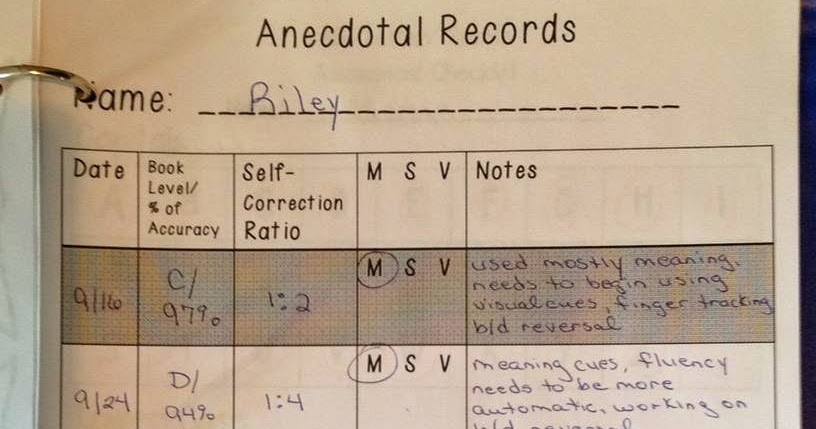 Anecdotal Records
Name: Riley
Date
Book Level/ % of Accuracy
Self-Correction Ratio
M S V
Notes
9/16
C/ 97%
1:2
M S V
used mostly meaning.
needs to begin using
visual cues, finger tracking
b/d reversal
9/24
D/ 94%
1:4
M S V
meaning cues, fluency
needs to be more
automatic, working on
b/d reversal